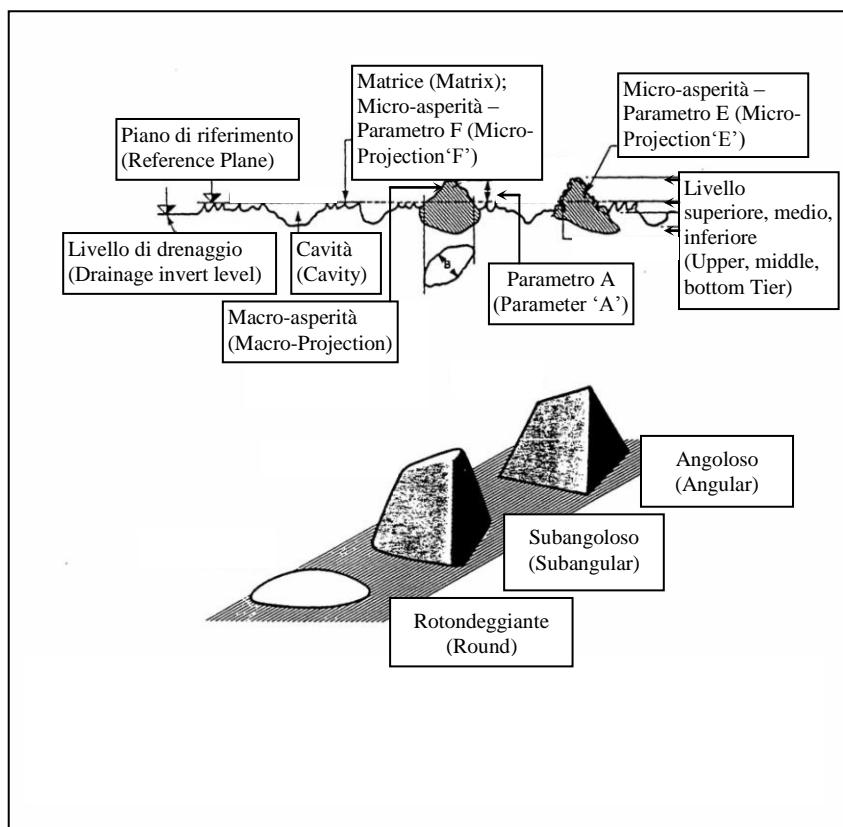 Matrice (Matrix);
Micro-asperità –
Parametro F (Micro-
Projection‘F’)
Micro-asperità –
Parametro E (Micro-
Projection‘E’)
Piano di riferimento
(Reference Plane)
Livello
superiore, medio,
inferiore
(Upper, middle,
bottom Tier)
Livello di drenaggio
(Drainage invert level)
Cavità
(Cavity)
B
Parametro A
(Parameter ‘A’)
Macro-asperità
(Macro-Projection)
Angoloso
(Angular)
Subangoloso
(Subangular)
Rotondeggiante
(Round)